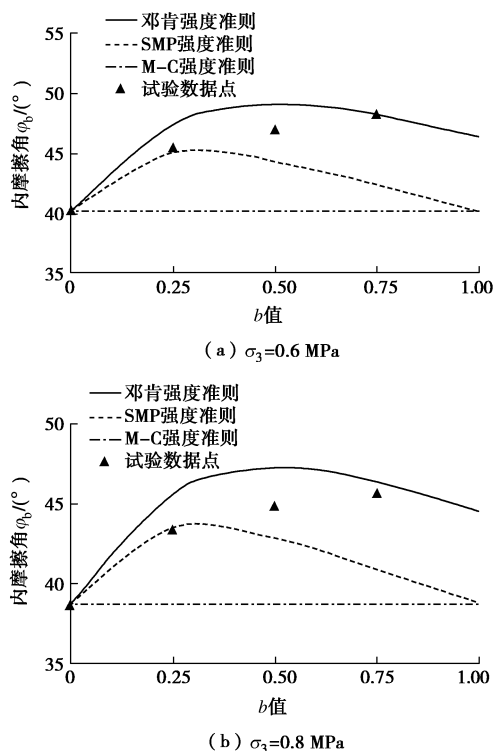 邓肯强度准则
SMP强度准则
M-C强度准则
试验数据点
55
50
45
40
35
内摩擦角φb/(°)
0 0.25 0.50 0.75 1.00
b值
(a) σ3=0.6 MPa
邓肯强度准则
SMP强度准则
M-C强度准则
试验数据点
50
45
40
35
内摩擦角φb/(°)
0 0.25 0.50 0.75 1.00
b值
(b) σ3=0.8 MPa